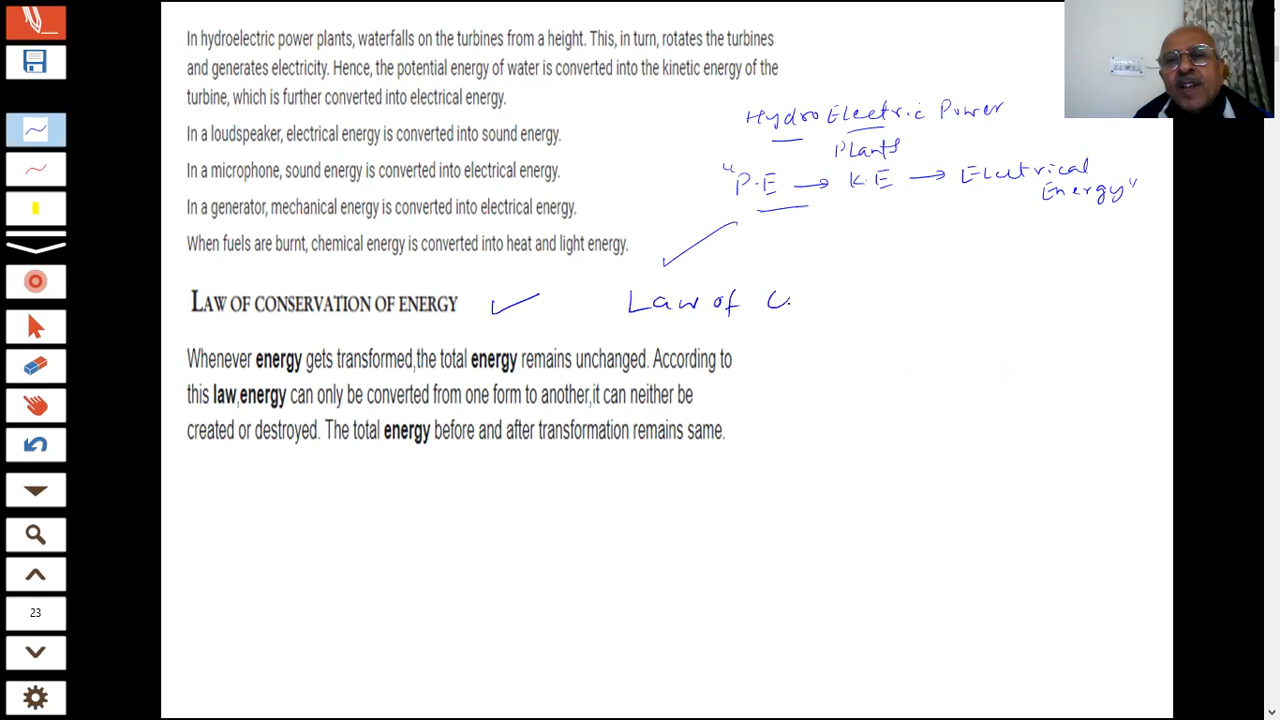 In hydroelectric power plants, waterfalls on the turbines from a height. This, in turn, rotates the turbines
and generates electricity. Hence, the potential energy of water is converted into the kinetic energy of the
turbine, which is further converted into electrical energy.
In a loudspeaker, electrical energy is converted into sound energy.
In a microphone, sound energy is converted into electrical energy.
In a generator, mechanical energy is converted into electrical energy.
When fuels are burnt, chemical energy is converted into heat and light energy.
HydroElectric Power
Plants
"P.E → K.E → Electrical
Energy"
LAW OF CONSERVATION OF ENERGY
Law of C.
Whenever energy gets transformed,the total energy remains unchanged. According to
this law,energy can only be converted from one form to another,it can neither be
created or destroyed. The total energy before and after transformation remains same.
23